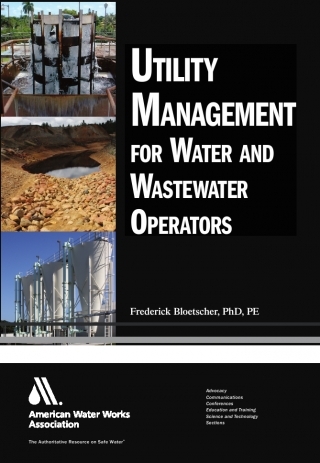 UTILITY
MANAGEMENT
FOR WATER AND
WASTEWATER
OPERATORS
Frederick Bloetscher, PhD, PE
American Water Works
Association
The Authoritative Resource on Safe Water℠
Advocacy
Communications
Conferences
Education and Training
Science and Technology
Sections